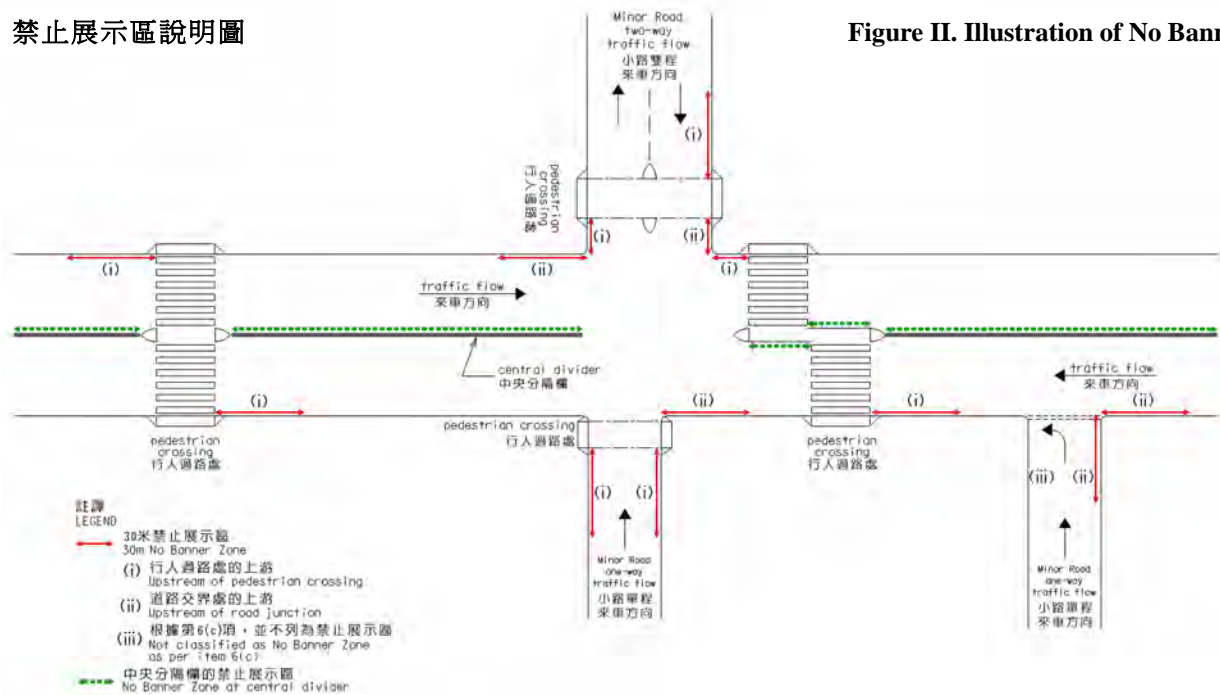 禁止展示區說明圖
Figure II. Illustration of No Bann
Minor Road
two-way
traffic flow
小路雙程
來車方向
(i)
pedestrian
crossing
行人過路處
(i)
(ii)
(i)
(ii)
(i)
traffic flow
來車方向
central divider
中央分隔欄
traffic flow
來車方向
(i)
(ii)
(i)
(ii)
pedestrian crossing
行人過路處
pedestrian
crossing
行人過路處
pedestrian
crossing
行人過路處
(i)
(i)
(iii)
(ii)
Minor Road
one-way
traffic flow
小路單程
來車方向
Minor Road
one-way
traffic flow
小路單程
來車方向
註譯
LEGEND
30米禁止展示區
30m No Banner Zone
(i) 行人過路處的上游
Upstream of pedestrian crossing
(ii) 道路交界處的上游
Upstream of road junction
(iii) 根據第6(c)項，並不列為禁止展示區
Not classified as No Banner Zone
as per item 6(c)
中央分隔欄的禁止展示區
No Banner Zone at central divider